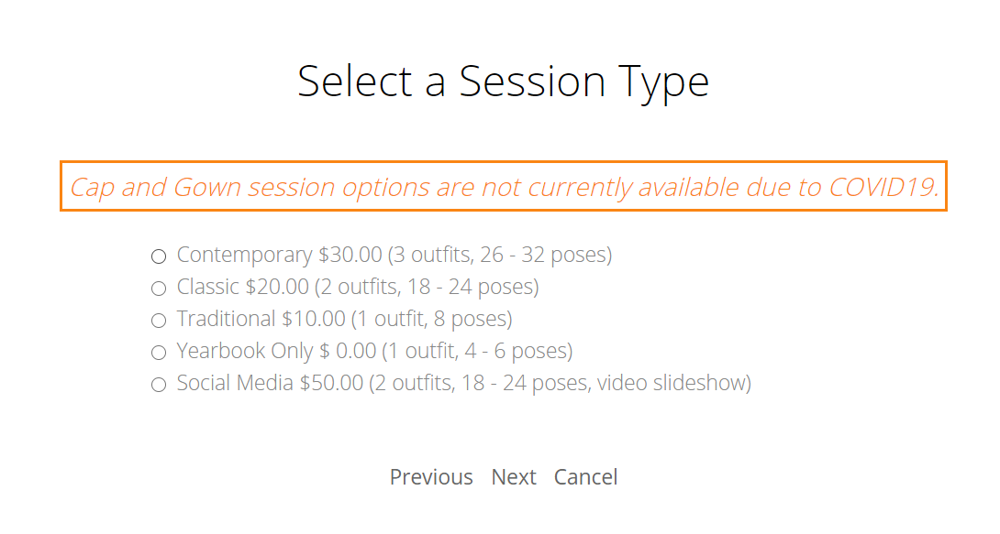 Select a Session Type
Cap and Gown session options are not currently available due to COVID19.
Contemporary $30.00 (3 outfits, 26 - 32 poses)
Classic $20.00 (2 outfits, 18 - 24 poses)
Traditional $10.00 (1 outfit, 8 poses)
Yearbook Only $ 0.00 (1 outfit, 4 - 6 poses)
Social Media $50.00 (2 outfits, 18 - 24 poses, video slideshow)
Previous Next Cancel